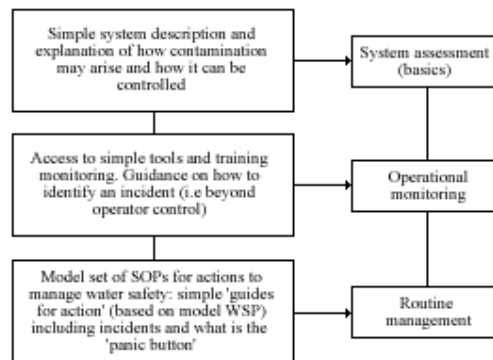 Simple system description and
explanation of how contamination
may arise and how it can be
controlled
System assessment
(basics)
Access to simple tools and training
monitoring. Guidance on how to
identify an incident (i.e beyond
operator control)
Operational
monitoring
Model set of SOPs for actions to
manage water safety: simple 'guides
for action' (based on model WSP)
including incidents and what is the
'panic button'
Routine
management